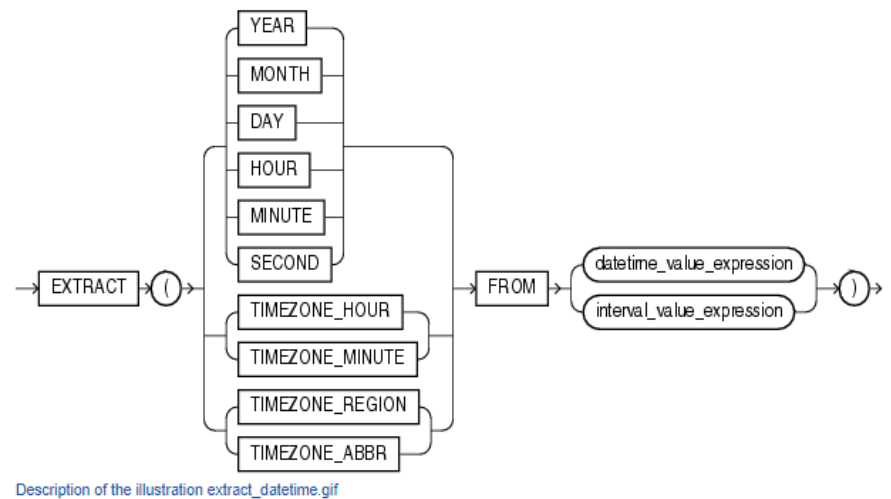 YEAR
MONTH
DAY
HOUR
MINUTE
SECOND
EXTRACT ( FROM datetime_value_expression )
interval_value_expression
TIMEZONE_HOUR
TIMEZONE_MINUTE
TIMEZONE_REGION
TIMEZONE_ABBR
Description of the illustration extract_datetime.gif